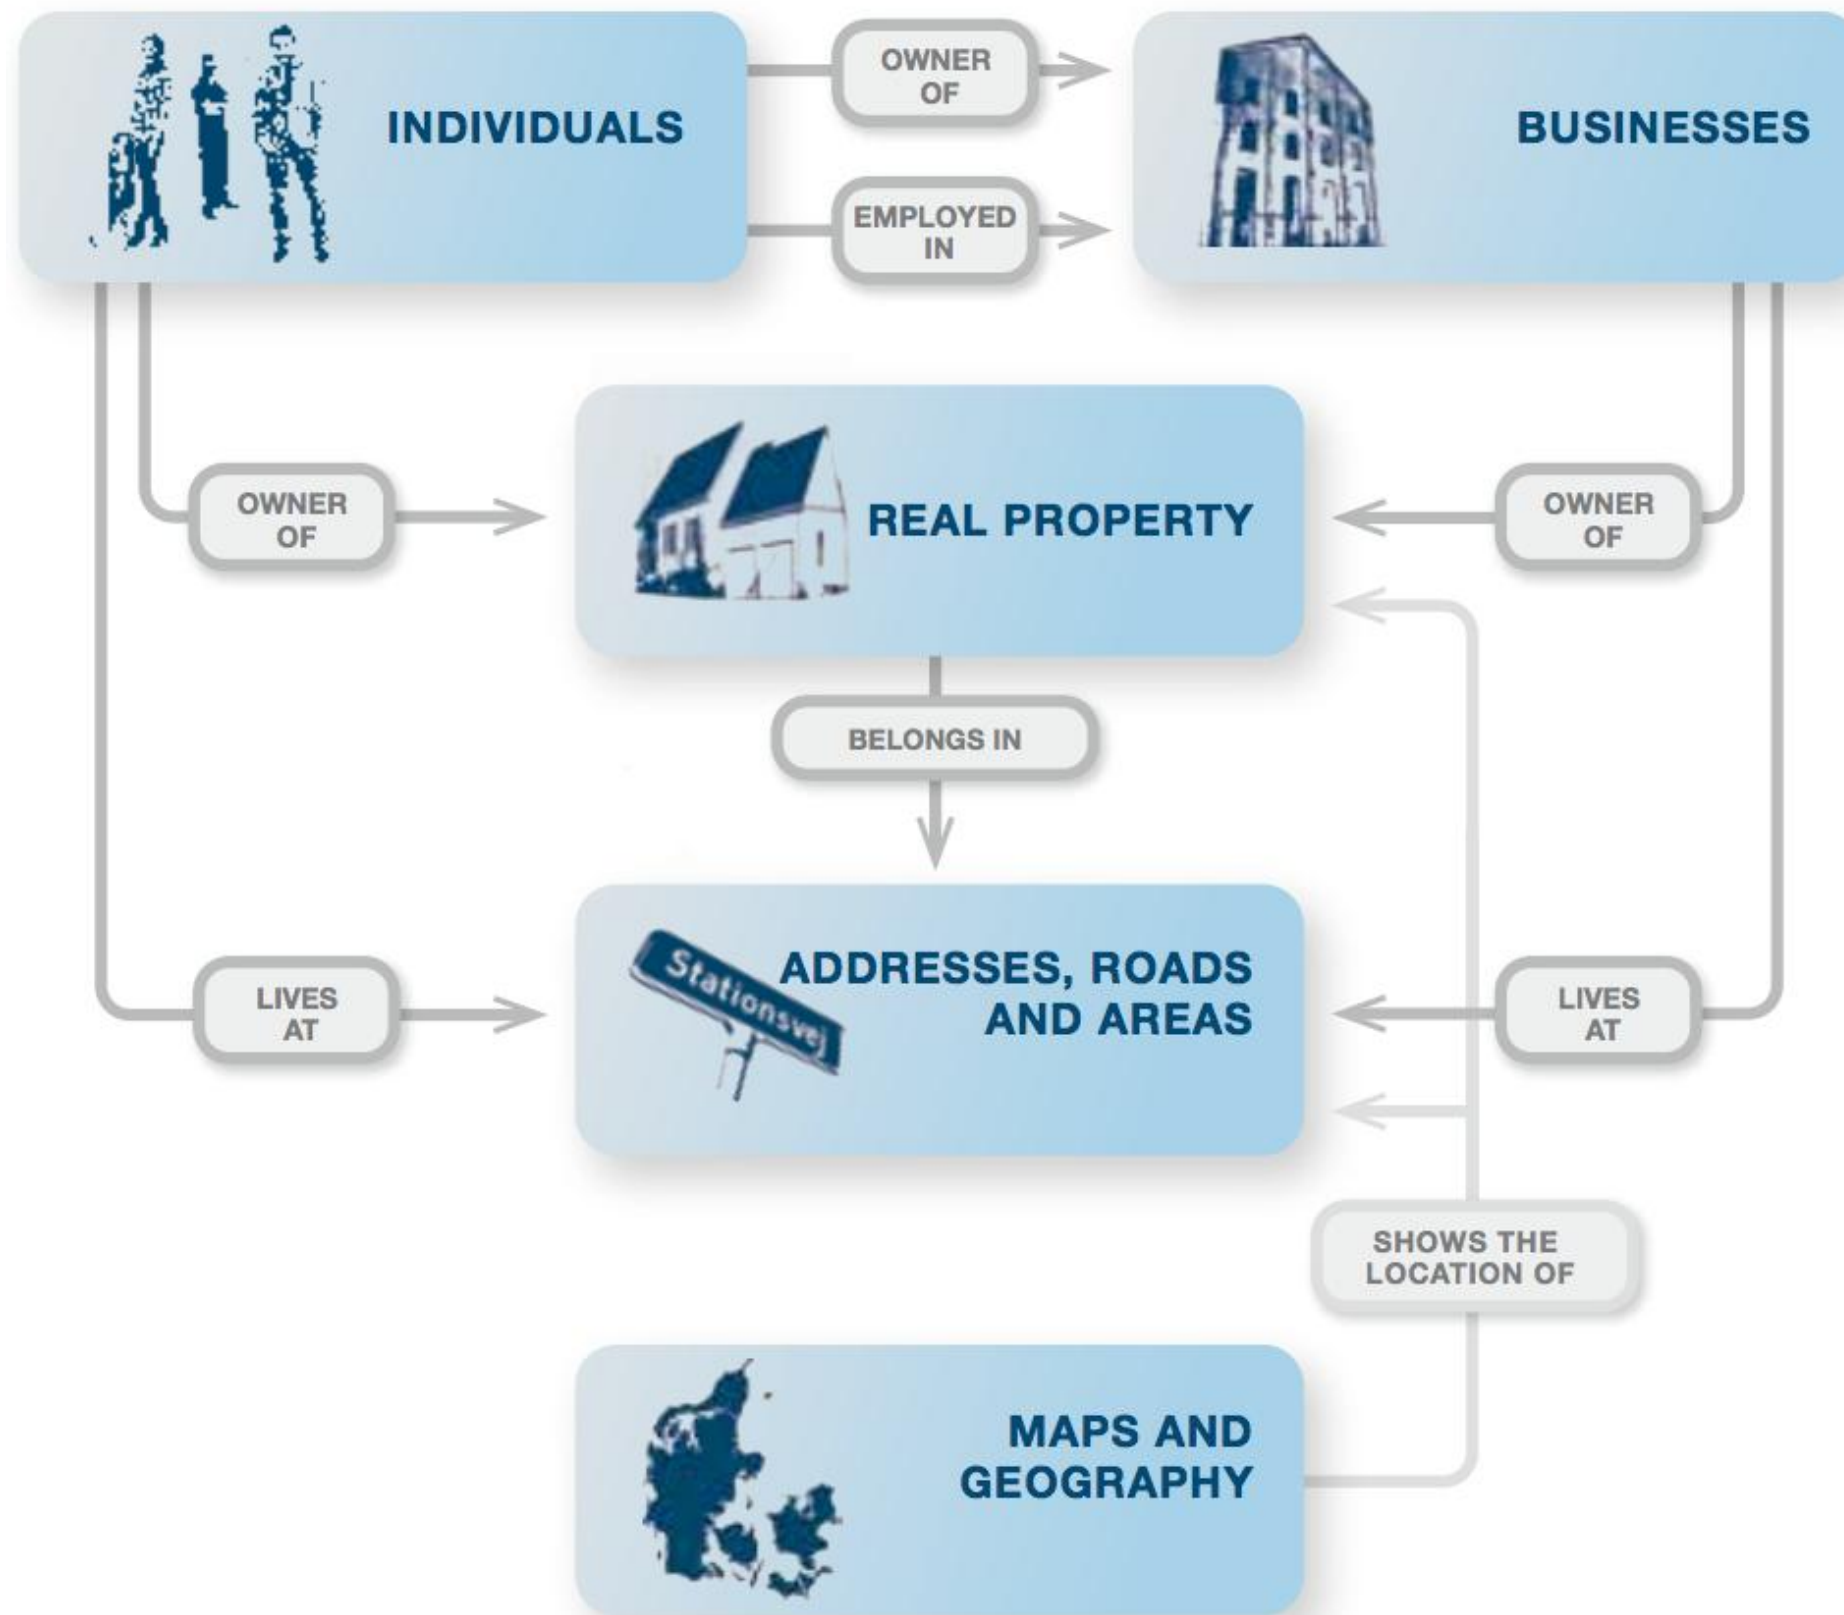 INDIVIDUALS
OWNER
OF
EMPLOYED
IN
BUSINESSES
OWNER
OF
REAL PROPERTY
OWNER
OF
BELONGS IN
LIVES
AT
Stationsvej
ADDRESSES, ROADS
AND AREAS
LIVES
AT
SHOWS THE
LOCATION OF
MAPS AND
GEOGRAPHY